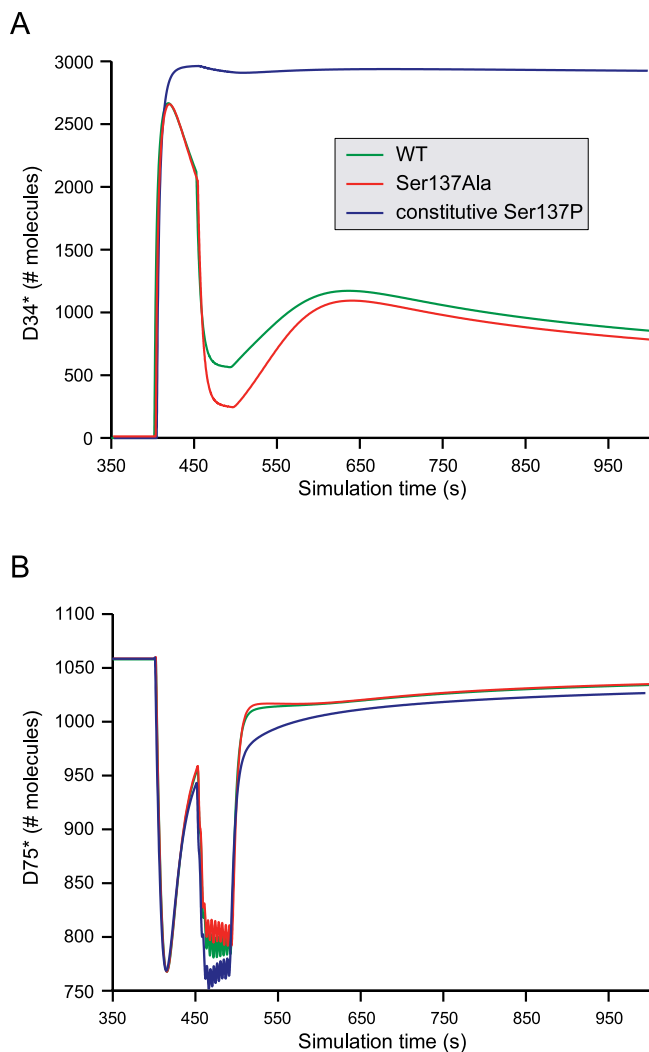 A
D34* (# molecules)
3000
2500
2000
1500
1000
500
0
WT
Ser137Ala
constitutive Ser137P
350 450 550 650 750 850 950
Simulation time (s)
B
D75* (# molecules)
1100
1050
1000
950
900
850
800
750
350 450 550 650 750 850 950
Simulation time (s)